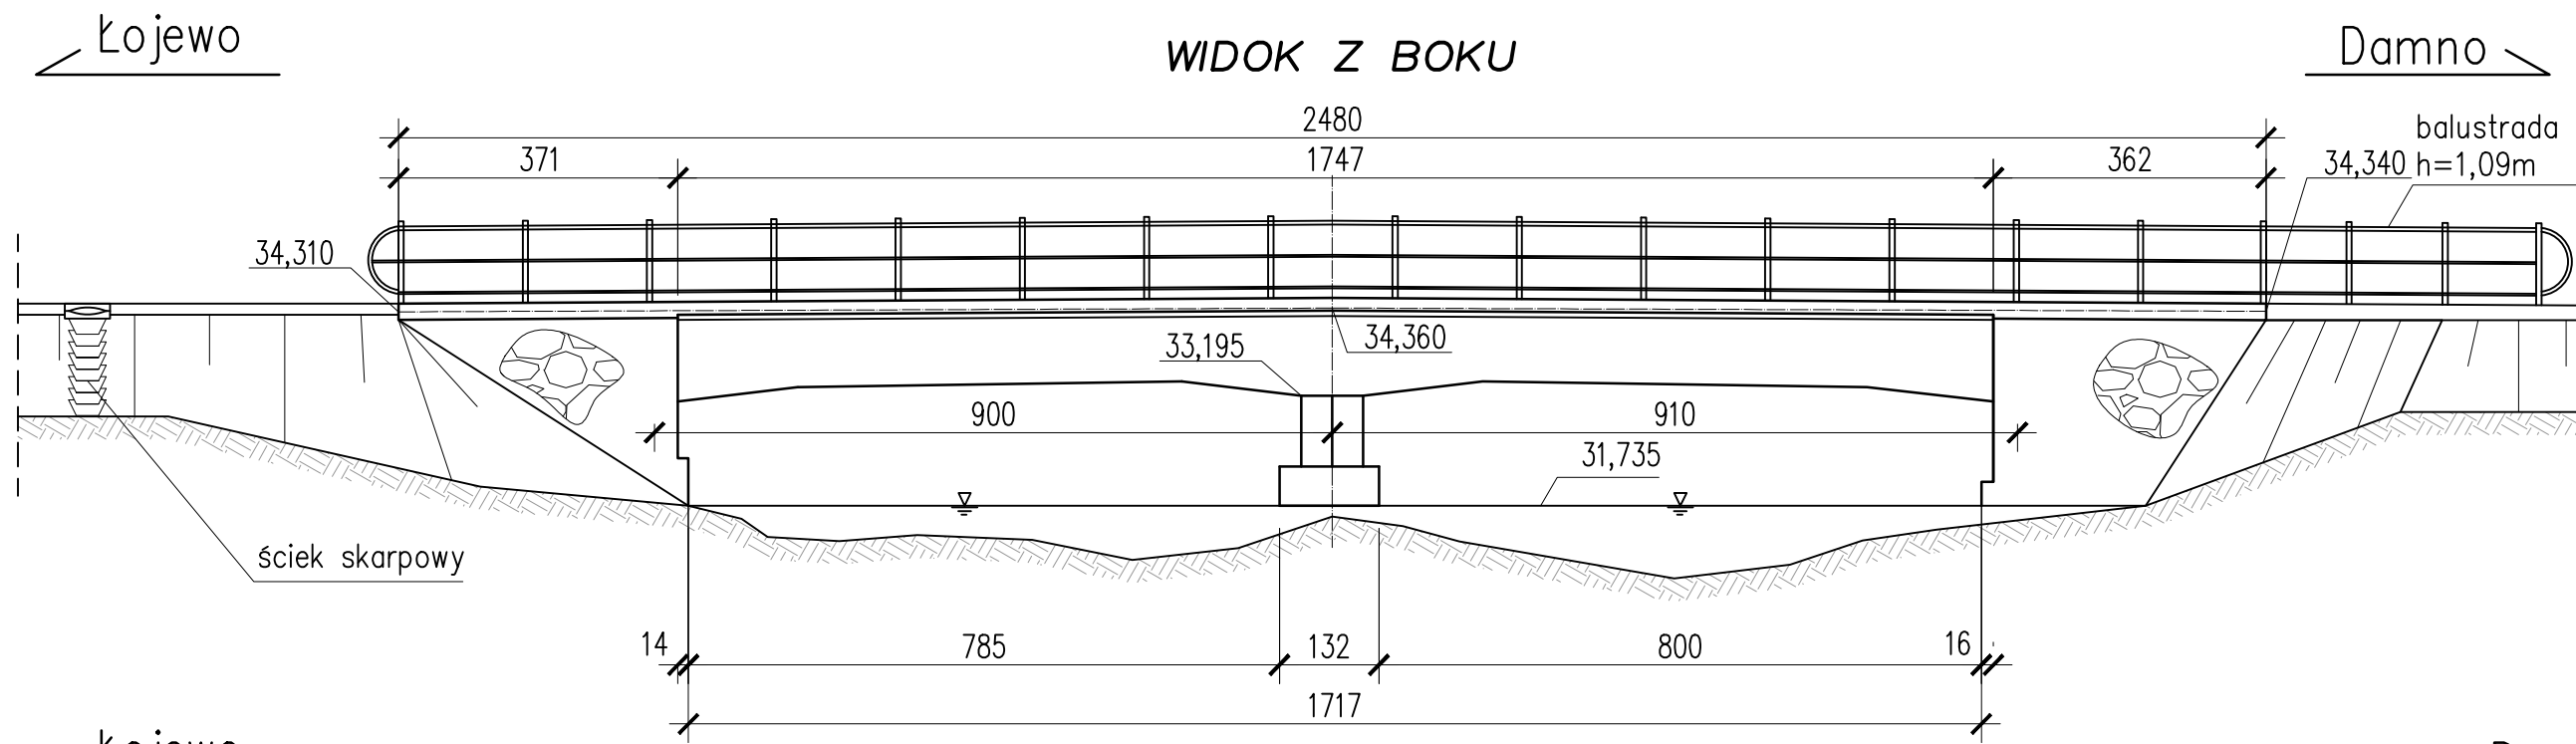 Łojewo
WIDOK Z BOKU
Damno
2480
371
1747
362
balustrada
34,340 h=1,09m
34,310
33,195
34,360
900
910
31,735
ściek skarpowy
14
785
132
800
16
1717